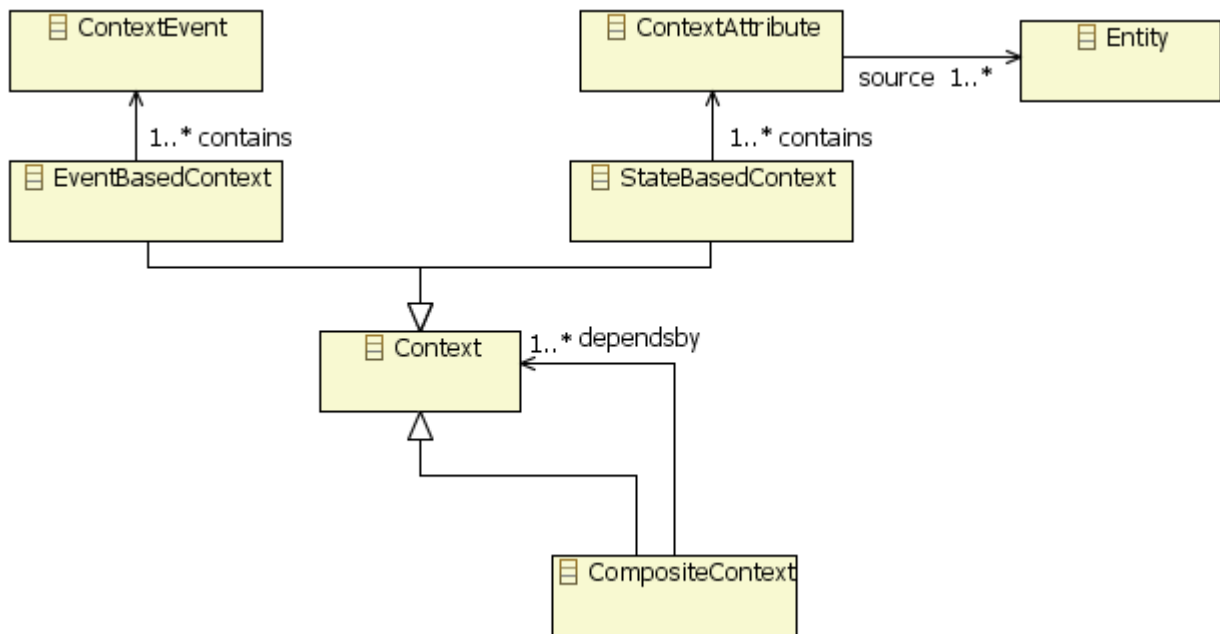 ContextEvent
ContextAttribute
Entity
source 1..*
1..* contains
1..* contains
EventBasedContext
StateBasedContext
Context
1..* dependsby
CompositeContext